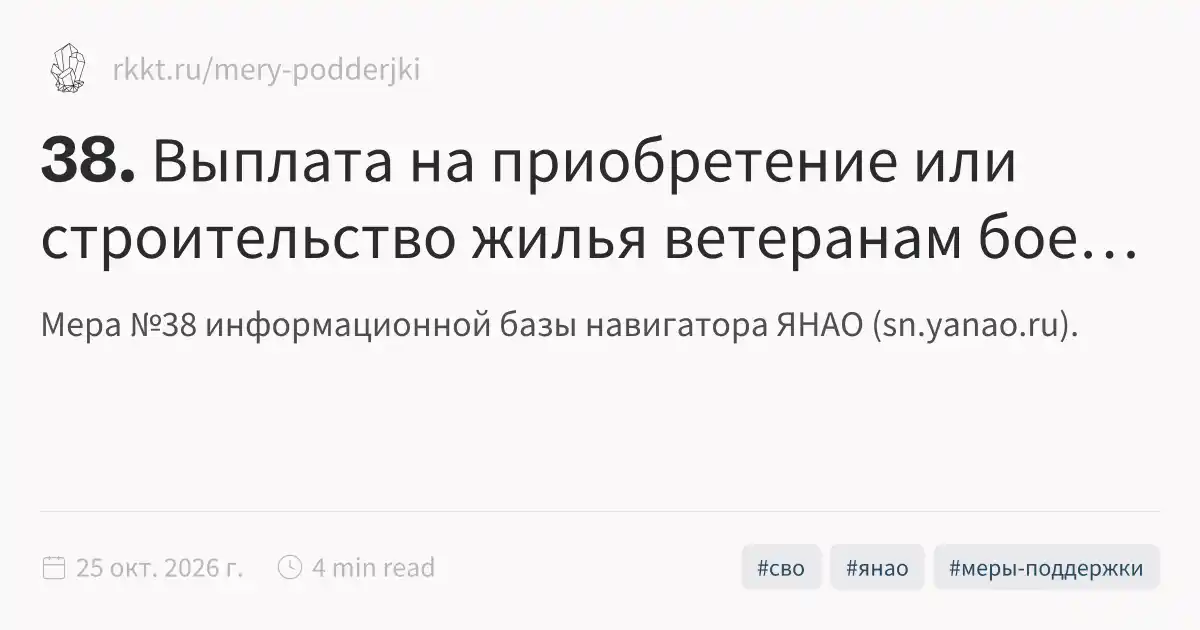 rkkt.ru/mery-podderjki
38. Выплата на приобретение или
строительство жилья ветеранам бое…
Мера №38 информационной базы навигатора ЯНАО (sn.yanao.ru).
25 окт. 2026 г. 4 min read #сво #янао #меры-поддержки